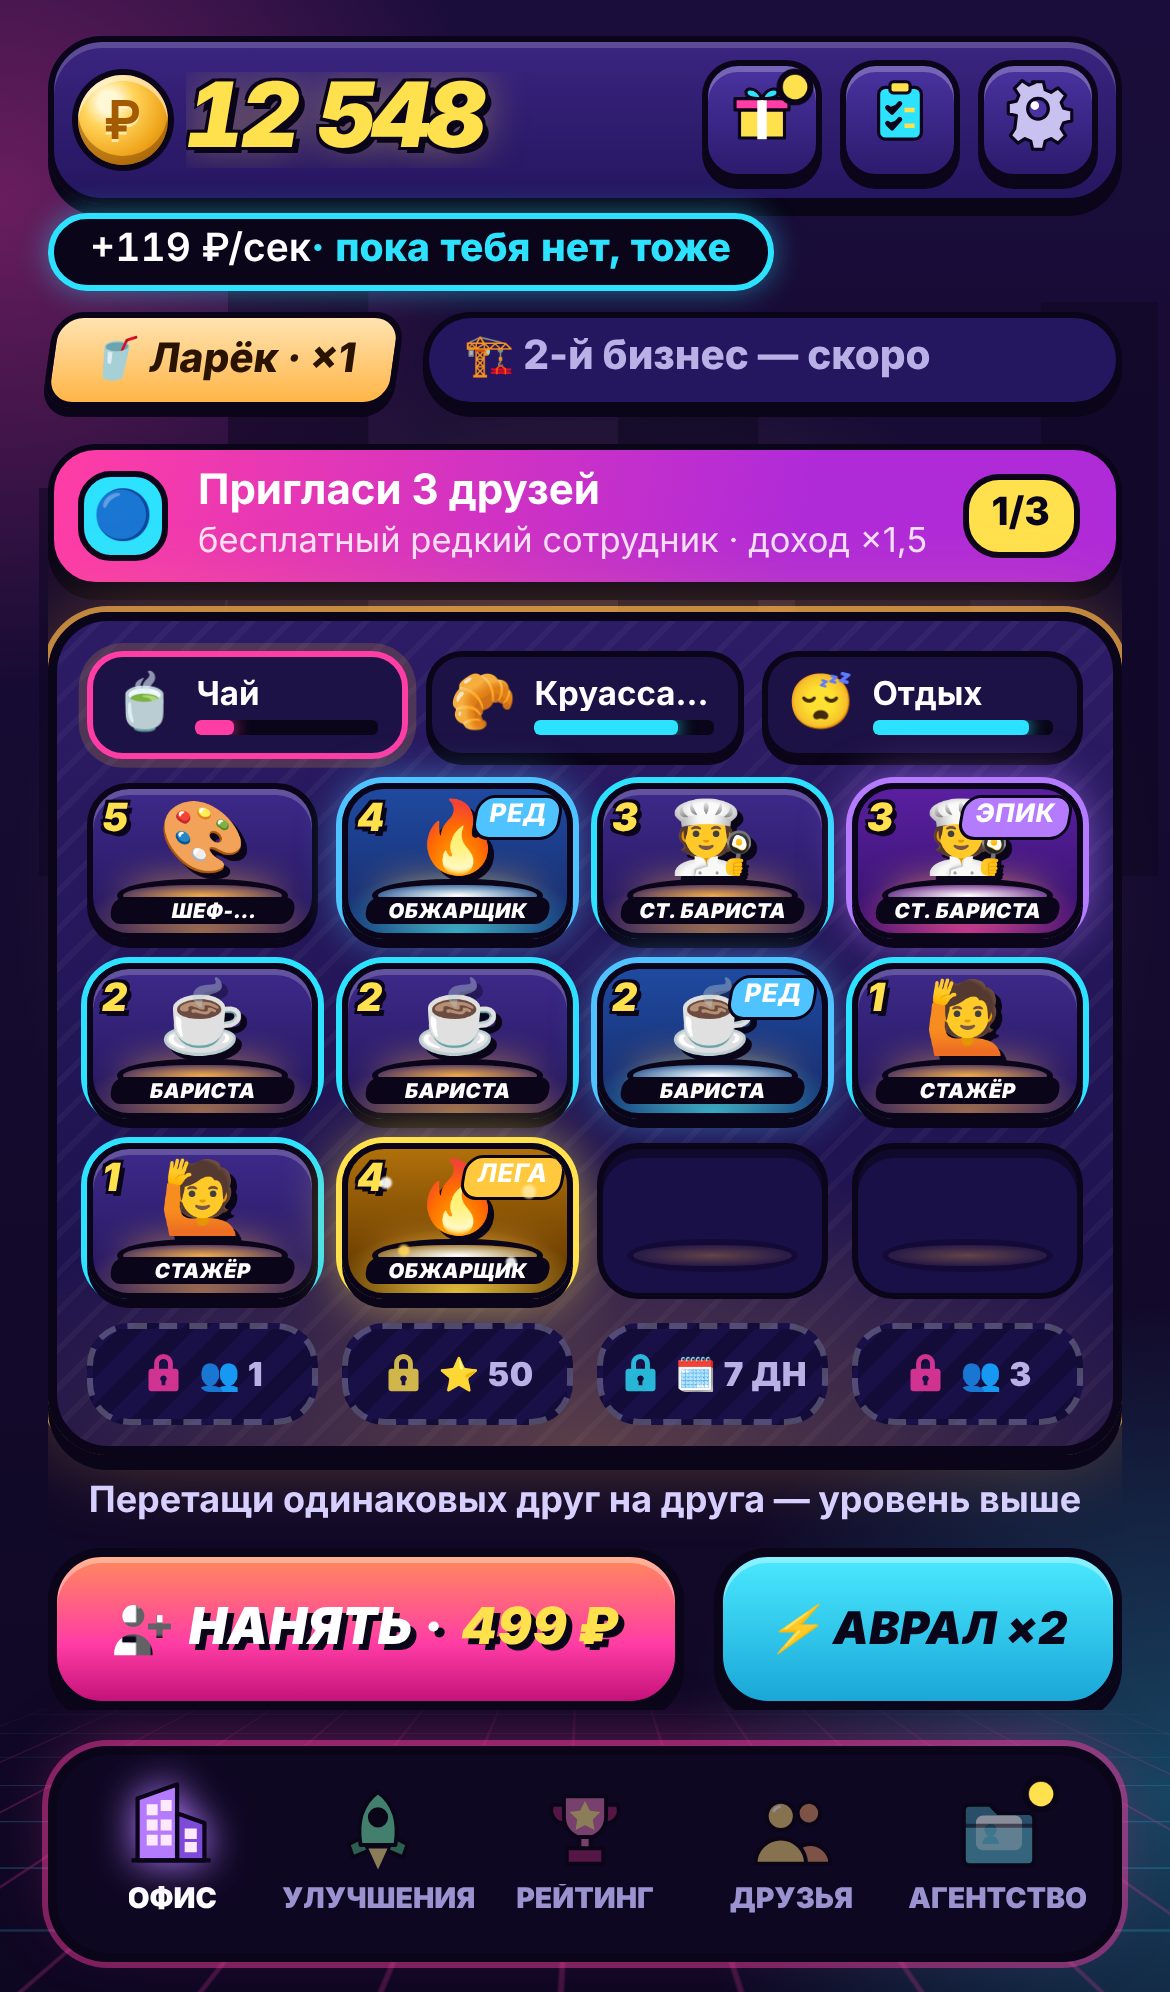 ₽ 12 548
+119 ₽/сек· пока тебя нет, тоже
Ларёк · ×1
2-й бизнес — скоро
Пригласи 3 друзей
бесплатный редкий сотрудник · доход ×1,5
1/3
Чай
Круасса...
Отдых
5
ШЕФ-...
4
РЕД
ОБЖАРЩИК
3
СТ. БАРИСТА
3
ЭПИК
СТ. БАРИСТА
2
БАРИСТА
2
БАРИСТА
2
РЕД
БАРИСТА
1
СТАЖЁР
1
СТАЖЁР
4
ЛЕГА
ОБЖАРЩИК
1
50
7 ДН
3
Перетащи одинаковых друг на друга — уровень выше
НАНЯТЬ · 499 ₽
АВРАЛ ×2
ОФИС
УЛУЧШЕНИЯ
РЕЙТИНГ
ДРУЗЬЯ
АГЕНТСТВО